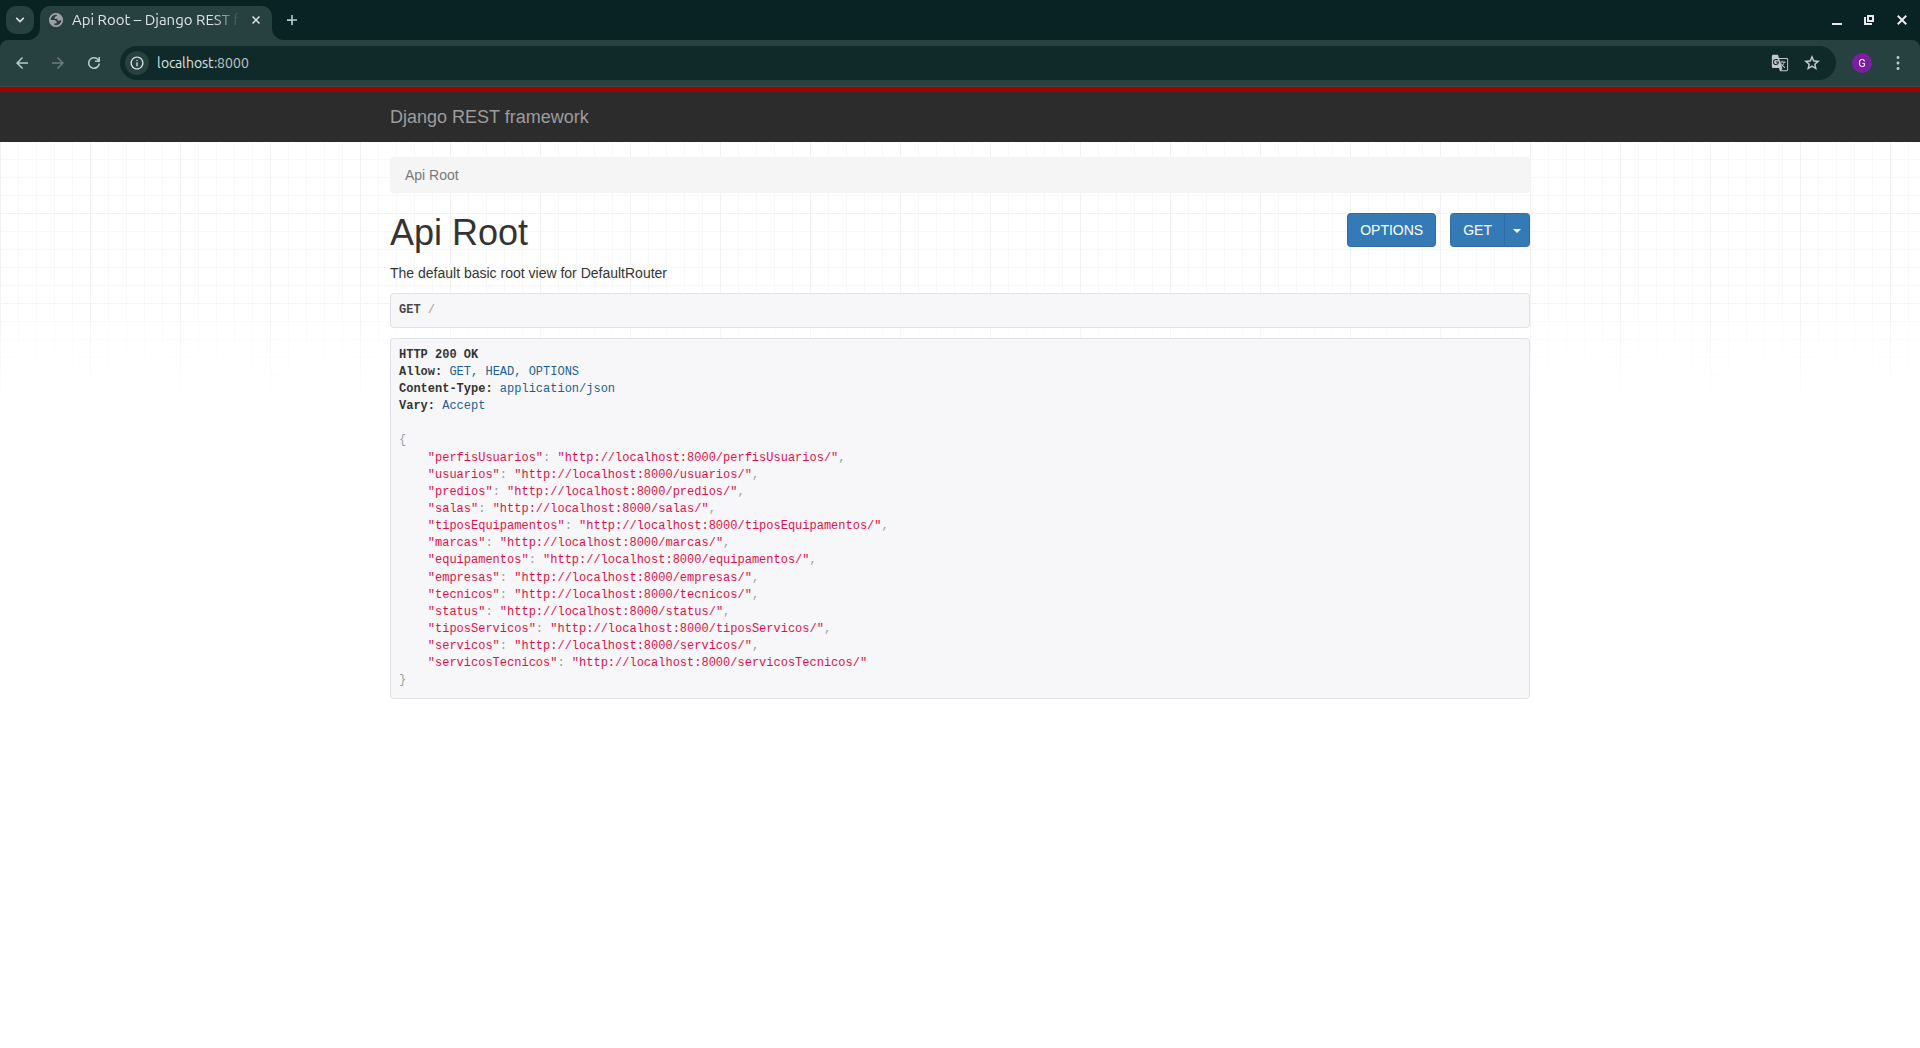 Api Root – Django REST f
localhost:8000
G
Django REST framework
Api Root
Api Root
OPTIONS
GET
The default basic root view for DefaultRouter
GET /
HTTP 200 OK
Allow: GET, HEAD, OPTIONS
Content-Type: application/json
Vary: Accept
{
    "perfisUsuarios": "http://localhost:8000/perfisUsuarios/",
    "usuarios": "http://localhost:8000/usuarios/",
    "predios": "http://localhost:8000/predios/",
    "salas": "http://localhost:8000/salas/",
    "tiposEquipamentos": "http://localhost:8000/tiposEquipamentos/",
    "marcas": "http://localhost:8000/marcas/",
    "equipamentos": "http://localhost:8000/equipamentos/",
    "empresas": "http://localhost:8000/empresas/",
    "tecnicos": "http://localhost:8000/tecnicos/",
    "status": "http://localhost:8000/status/",
    "tiposServicos": "http://localhost:8000/tiposServicos/",
    "servicos": "http://localhost:8000/servicos/",
    "servicosTecnicos": "http://localhost:8000/servicosTecnicos/"
}